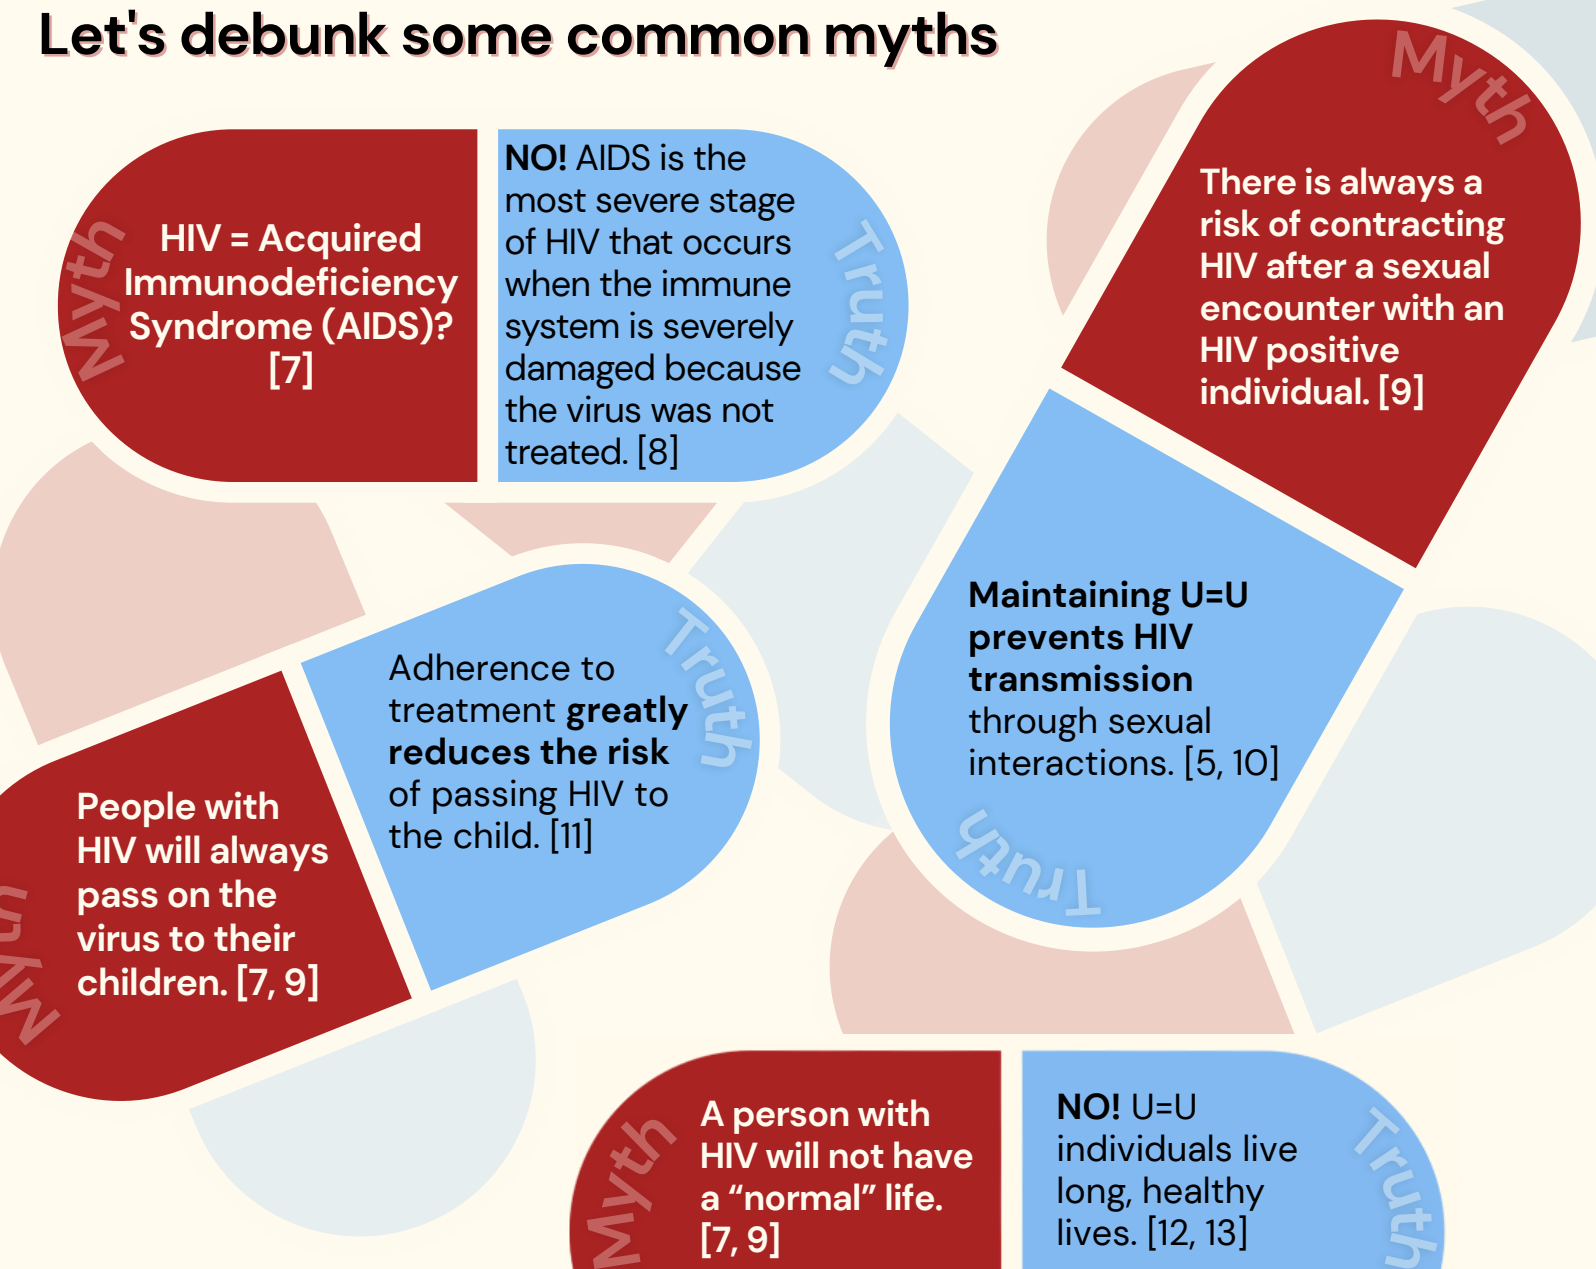 Let's debunk some common myths
Myth
HIV = Acquired
Immunodeficiency
Syndrome (AIDS)?
[7]
NO! AIDS is the
most severe stage
of HIV that occurs
when the immune
system is severely
damaged because
the virus was not
treated. [8]
Truth
Myth
There is always a
risk of contracting
HIV after a sexual
encounter with an
HIV positive
individual. [9]
Maintaining U=U
prevents HIV
transmission
through sexual
interactions. [5, 10]
Truth
Myth
People with
HIV will always
pass on the
virus to their
children. [7, 9]
Adherence to
treatment greatly
reduces the risk
of passing HIV to
the child. [11]
Truth
Myth
A person with
HIV will not have
a “normal” life.
[7, 9]
NO! U=U
individuals live
long, healthy
lives. [12, 13]
Truth